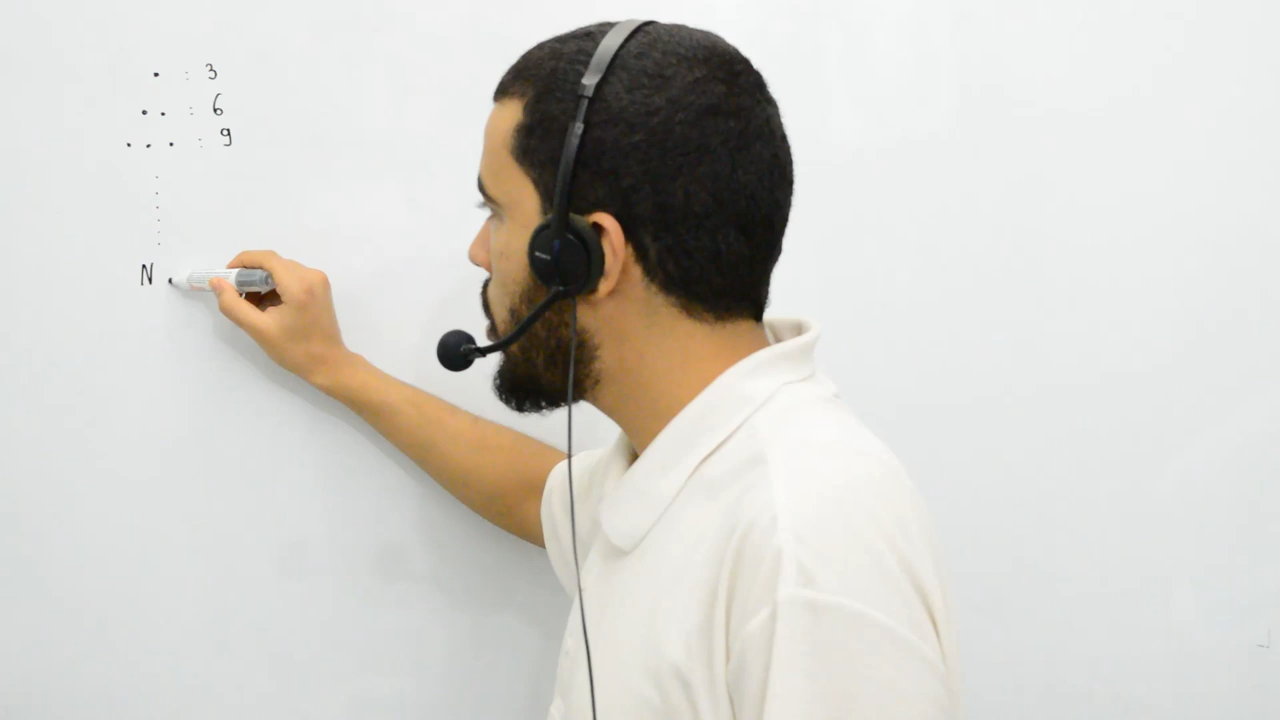 . : 3
. . : 6
. . . : 9
N